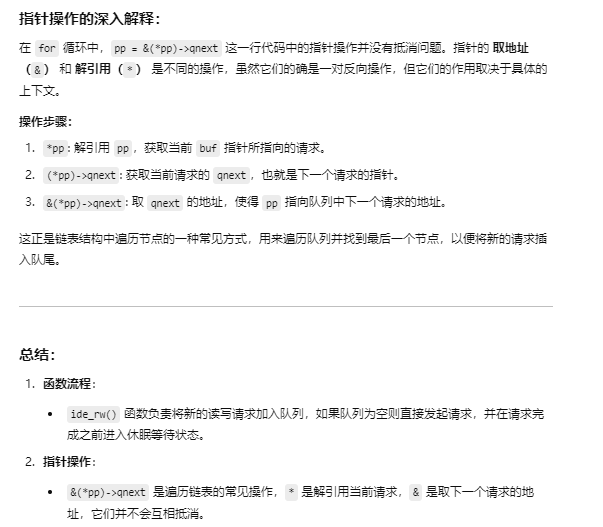 指针操作的深入解释：
在 for 循环中，pp = &(*pp)->qnext 这一行代码中的指针操作并没有抵消问题。指针的 取地址
（&） 和 解引用（*） 是不同的操作，虽然它们的确是一对反向操作，但它们的作用取决于具体的
上下文。
操作步骤：
1. *pp：解引用 pp，获取当前 buf 指针所指向的请求。
2. (*pp)->qnext：获取当前请求的 qnext，也就是下一个请求的指针。
3. &(*pp)->qnext：取 qnext 的地址，使得 pp 指向队列中下一个请求的地址。
这正是链表结构中遍历节点的一种常见方式，用来遍历队列并找到最后一个节点，以便将新的请求插
入队尾。
总结：
1. 函数流程：
• ide_rw() 函数负责将新的读写请求加入队列，如果队列为空则直接发起请求，并在请求完
成之前进入休眠等待状态。
2. 指针操作：
• &(*pp)->qnext 是遍历链表的常见操作，* 是解引用当前请求，& 是取下一个请求的地
址，它们并不会互相抵消。